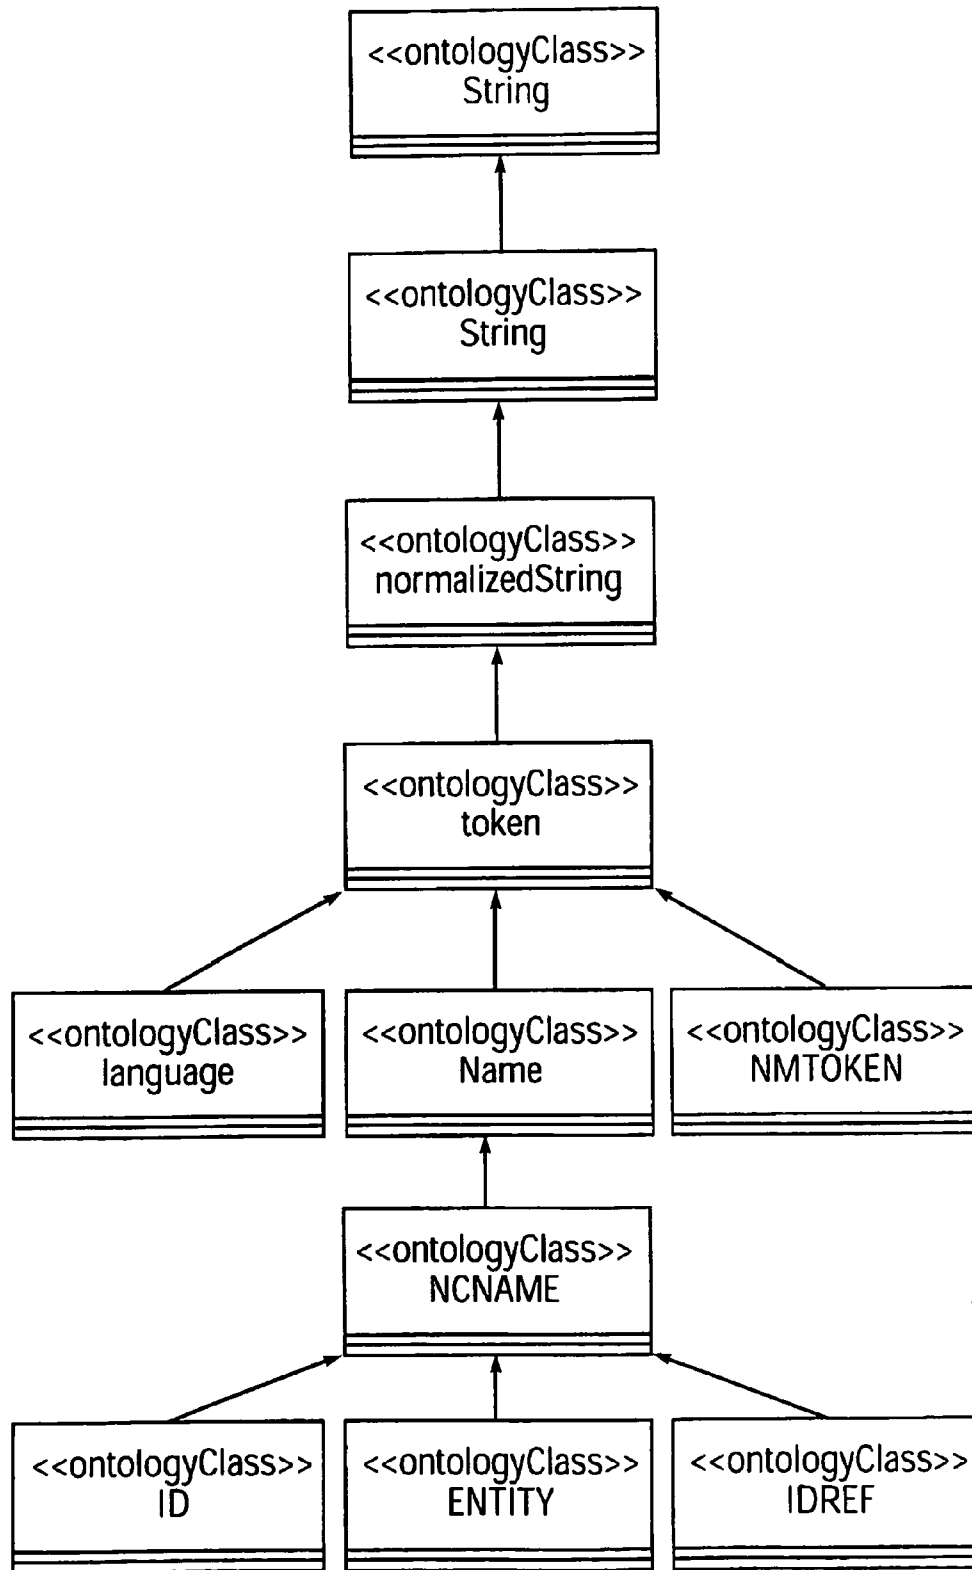 <<ontologyClass>>
String
<<ontologyClass>>
String
<<ontologyClass>>
normalizedString
<<ontologyClass>>
token
<<ontologyClass>>
language
<<ontologyClass>>
Name
<<ontologyClass>>
NMTOKEN
<<ontologyClass>>
NCNAME
<<ontologyClass>>
ID
<<ontologyClass>>
ENTITY
<<ontologyClass>>
IDREF